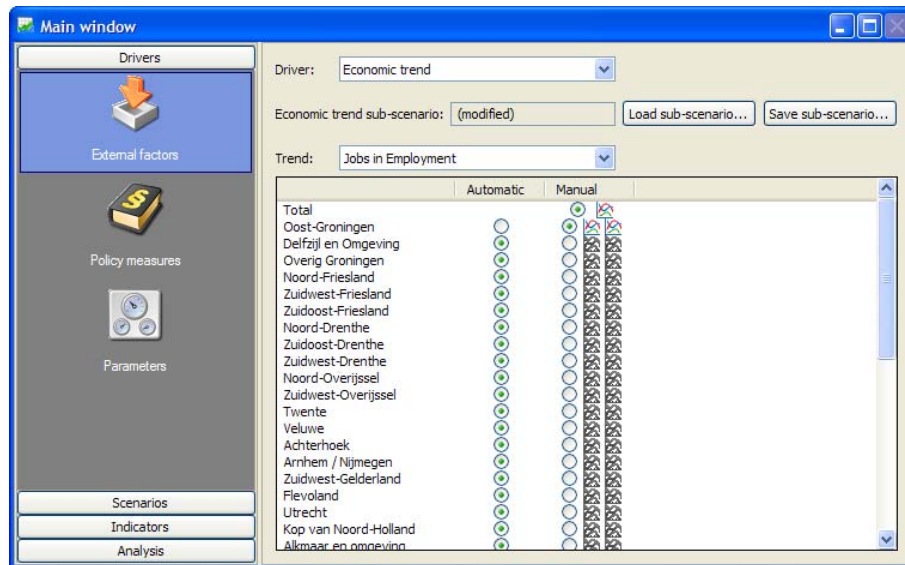 Main window
Drivers
External factors
Policy measures
Parameters
Scenarios
Indicators
Analysis
Driver: Economic trend
Economic trend sub-scenario: (modified) Load sub-scenario... Save sub-scenario...
Trend: Jobs in Employment
Automatic Manual
Total
Oost-Groningen
Delfzijl en Omgeving
Overig Groningen
Noord-Friesland
Zuidwest-Friesland
Zuidoost-Friesland
Noord-Drenthe
Zuidoost-Drenthe
Zuidwest-Drenthe
Noord-Overijssel
Zuidwest-Overijssel
Twente
Veluwe
Achterhoek
Arnhem / Nijmegen
Zuidwest-Gelderland
Flevoland
Utrecht
Kop van Noord-Holland
Alkmaar en omgeving